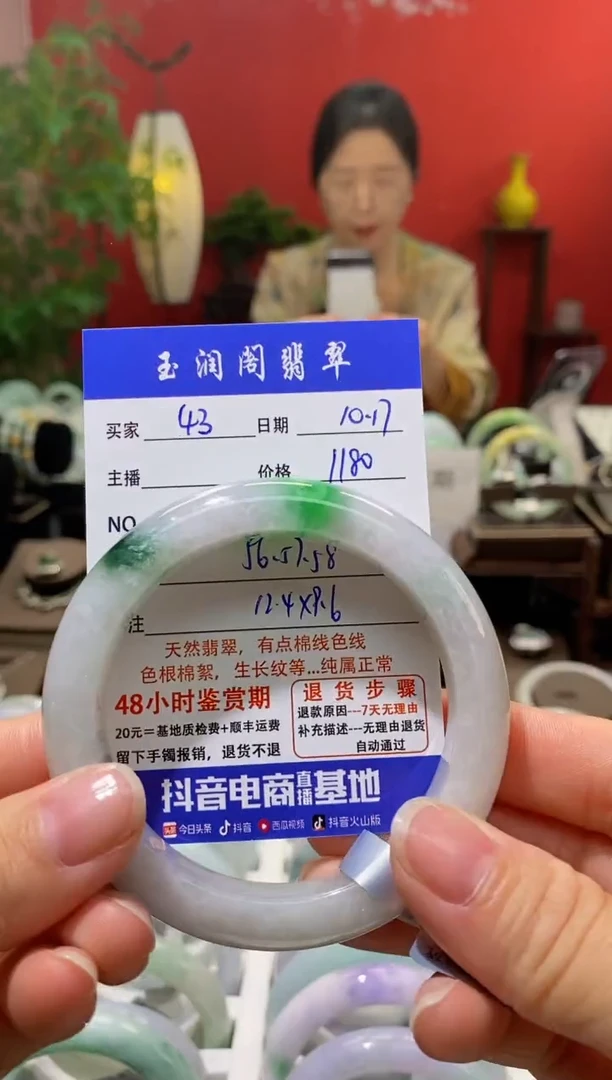 玉润阁翡翠
买家 43 日期 10.17
主播 价格 1180
NO
56.57.58
注 12.4x8.6
天然翡翠，有点棉线色线
色根棉絮，生长纹等...纯属正常
48小时鉴赏期
20元=基地质检费+顺丰运费
留下手镯报销，退货不退
退货步骤
退款原因---7天无理由
补充描述---无理由退货
自动通过
抖音电商直播基地
头条 今日头条 抖音 西瓜视频 抖音火山版